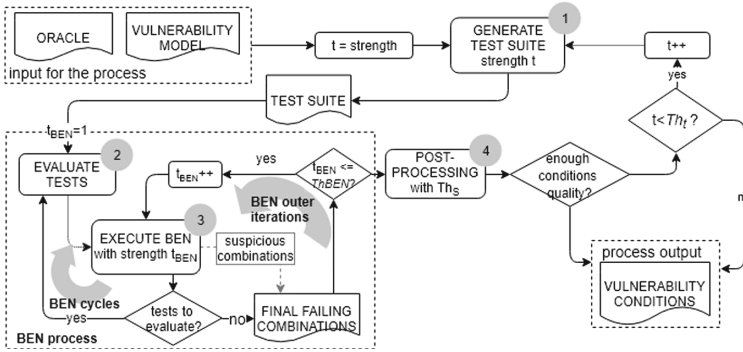 ORACLE
VULNERABILITY
MODEL
input for the process
t = strength
1
GENERATE
TEST SUITE
strength t
t++
yes
t<Tht ?
TEST SUITE
tBEN=1
2
EVALUATE
TESTS
tBEN++
yes
tBEN <=
ThBEN?
4
POST-
PROCESSING
with ThS
enough
conditions
quality?
3
EXECUTE BEN
with strength tBEN
suspicious
combinations
BEN outer
iterations
BEN cycles
yes
BEN process
tests to
evaluate?
no
FINAL FAILING
COMBINATIONS
process output
VULNERABILITY
CONDITIONS